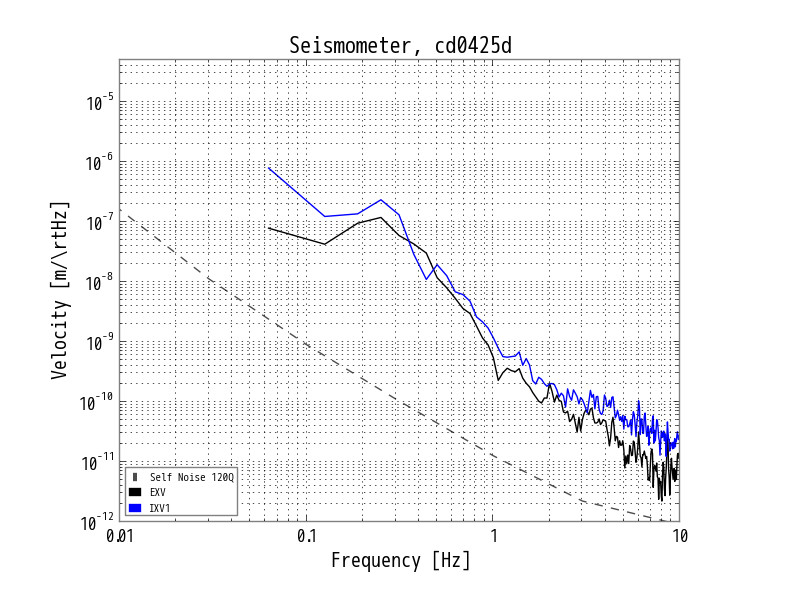 Seismometer, cd0425d
Velocity [m/\rtHz]
10^-5
10^-6
10^-7
10^-8
10^-9
10^-10
10^-11
10^-12
Self Noise 120Q
EXV
IXV1
0.01 0.1 1 10
Frequency [Hz]